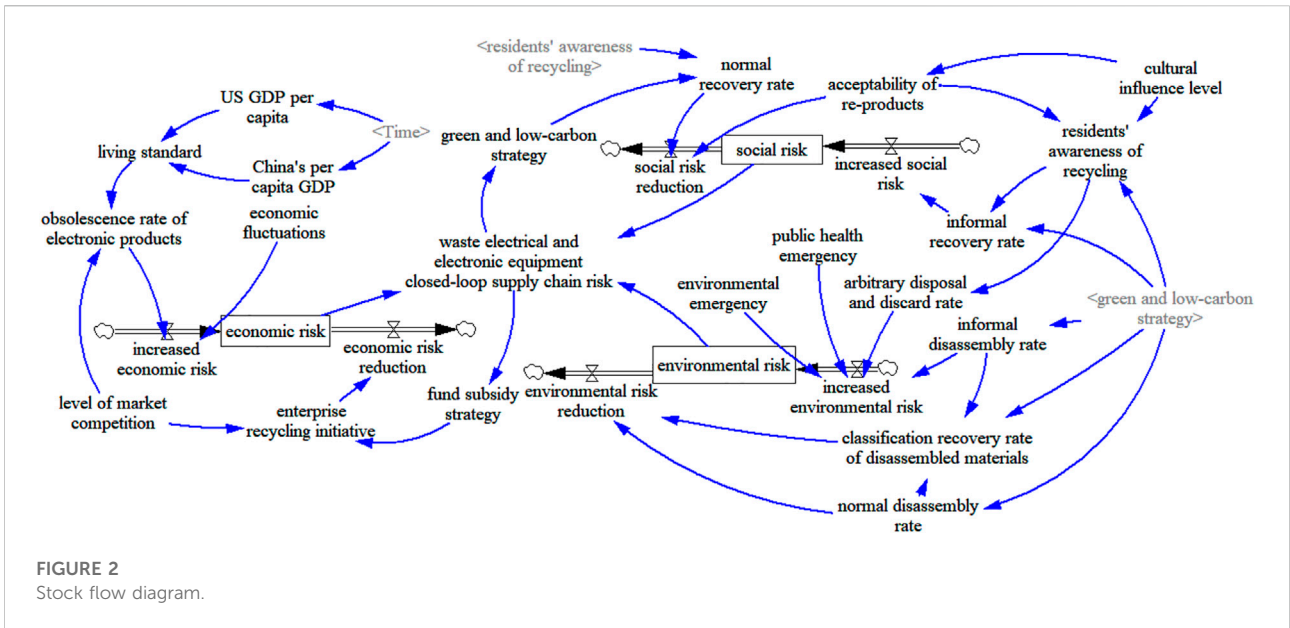 <residents' awareness
of recycling>
normal
recovery rate
acceptability of
re-products
cultural
influence level
US GDP per
capita
<Time>
green and low-carbon
strategy
living standard
China's per
capita GDP
social risk
social risk
reduction
increased social
risk
residents'
awareness of
recycling
obsolescence rate of
electronic products
economic
fluctuations
informal
recovery rate
waste electrical and
electronic equipment
closed-loop supply chain risk
public health
emergency
environmental
emergency
arbitrary disposal
and discard rate
<green and low-carbon
strategy>
informal
disassembly rate
economic risk
increased
economic risk
economic risk
reduction
environmental risk
environmental risk
reduction
increased
environmental risk
level of market
competition
enterprise
recycling initiative
fund subsidy
strategy
classification recovery rate
of disassembled materials
normal disassembly
rate
FIGURE 2
Stock flow diagram.